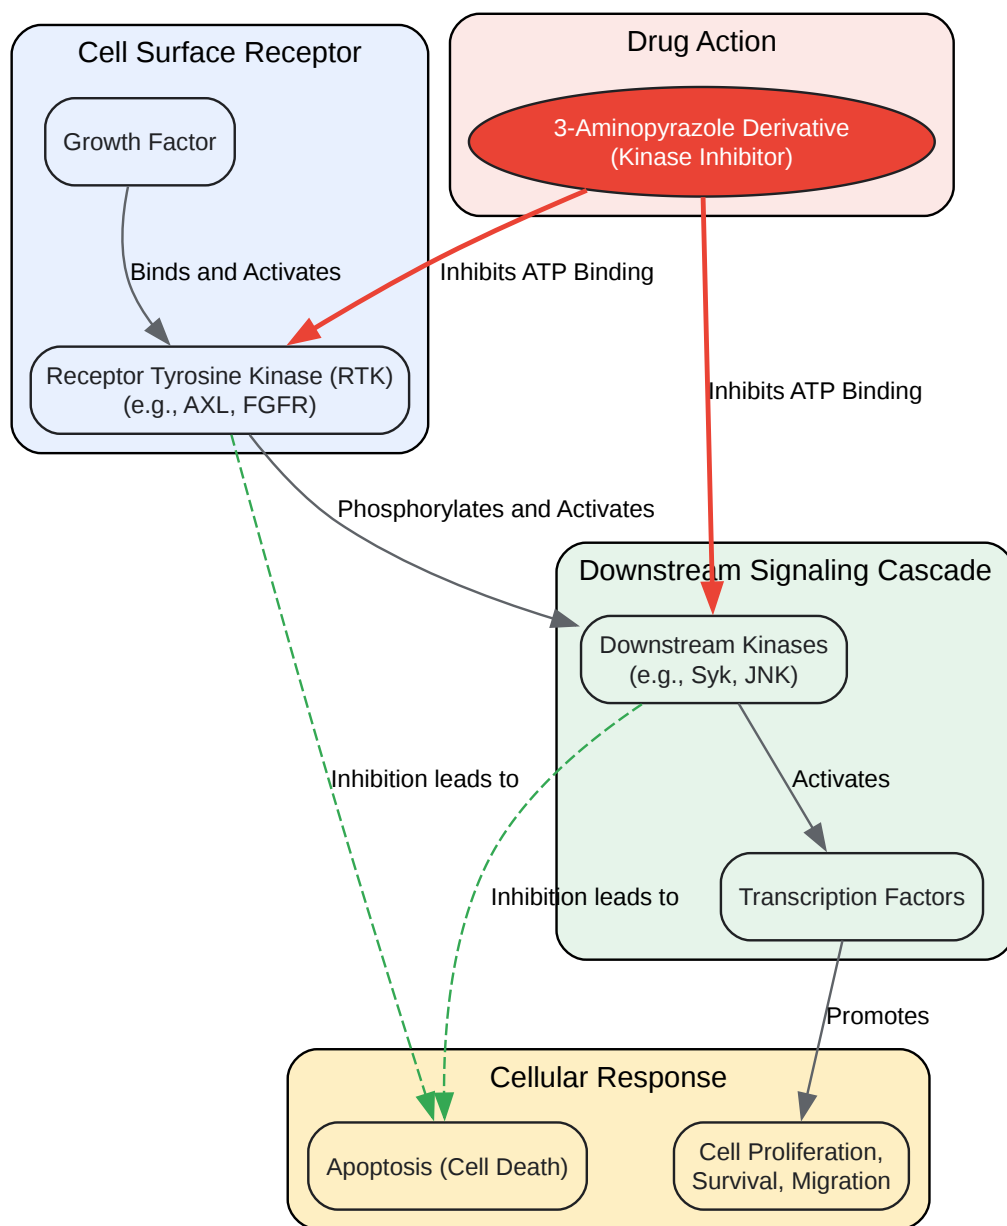 Cell Surface Receptor
Drug Action
Growth Factor
3-Aminopyrazole Derivative
(Kinase Inhibitor)
Binds and Activates
Inhibits ATP Binding
Receptor Tyrosine Kinase (RTK)
(e.g., AXL, FGFR)
Inhibits ATP Binding
Phosphorylates and Activates
Downstream Signaling Cascade
Downstream Kinases
(e.g., Syk, JNK)
Inhibition leads to
Activates
Inhibition leads to
Transcription Factors
Promotes
Cellular Response
Apoptosis (Cell Death)
Cell Proliferation,
Survival, Migration